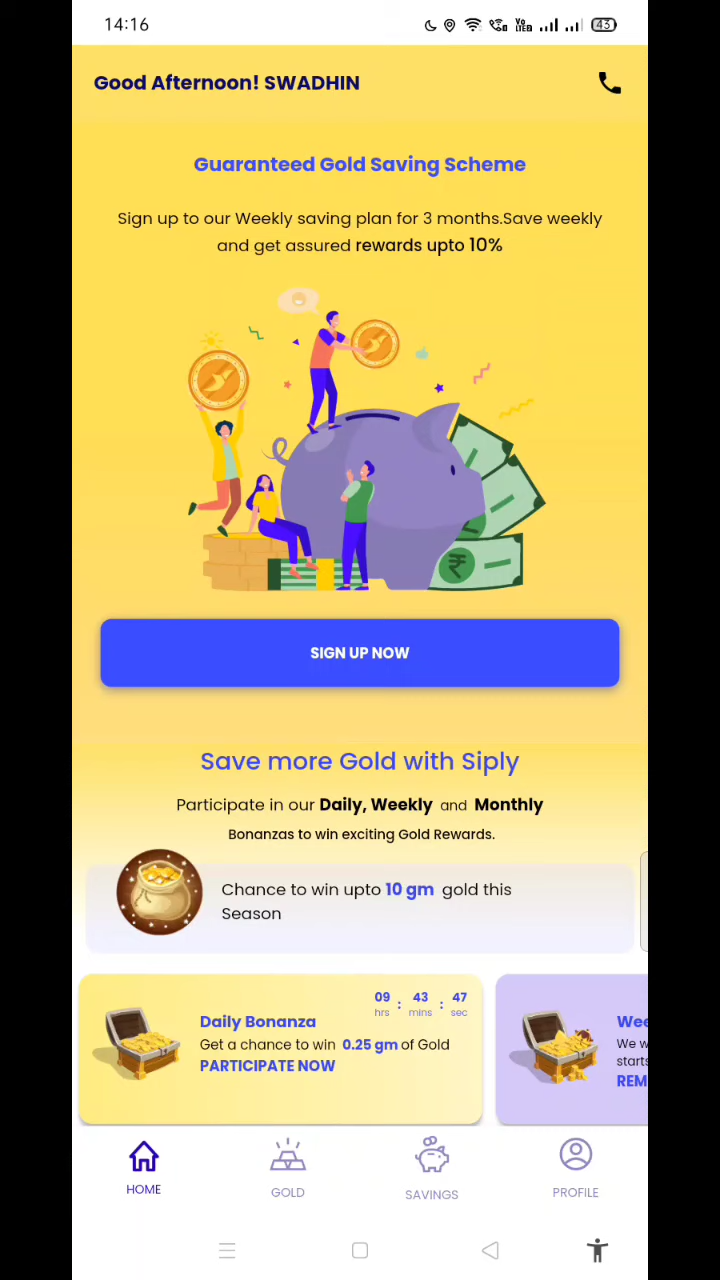 14:16
Vo
LTE2
43
Good Afternoon! SWADHIN
Guaranteed Gold Saving Scheme
Sign up to our Weekly saving plan for 3 months.Save weekly
and get assured rewards upto 10%
₹
SIGN UP NOW
Save more Gold with Siply
Participate in our Daily, Weekly and Monthly
Bonanzas to win exciting Gold Rewards.
Chance to win upto 10 gm gold this
Season
09 : 43 : 47
hrs mins sec
Daily Bonanza
Get a chance to win 0.25 gm of Gold
PARTICIPATE NOW
Wee
We w
starts
REM
HOME
GOLD
SAVINGS
PROFILE